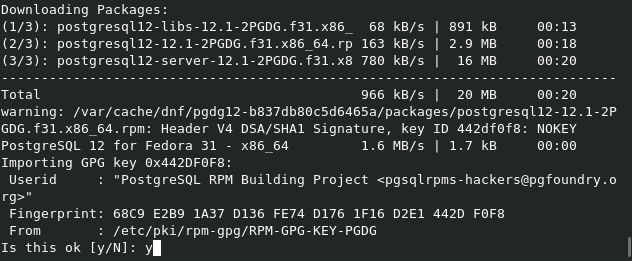 Downloading Packages:
(1/3): postgresql12-libs-12.1-2PGDG.f31.x86_  68 kB/s | 891 kB     00:13
(2/3): postgresql12-12.1-2PGDG.f31.x86_64.rp 163 kB/s | 2.9 MB     00:18
(3/3): postgresql12-server-12.1-2PGDG.f31.x8 780 kB/s |  16 MB     00:20
--------------------------------------------------------------------------------
Total                                        966 kB/s |  20 MB     00:20
warning: /var/cache/dnf/pgdg12-b837db80c5d6465a/packages/postgresql12-12.1-2P
GDG.f31.x86_64.rpm: Header V4 DSA/SHA1 Signature, key ID 442df0f8: NOKEY
PostgreSQL 12 for Fedora 31 - x86_64         1.6 MB/s | 1.7 kB     00:00
Importing GPG key 0x442DF0F8:
 Userid     : "PostgreSQL RPM Building Project <pgsqlrpms-hackers@pgfoundry.o
rg>"
 Fingerprint: 68C9 E2B9 1A37 D136 FE74 D176 1F16 D2E1 442D F0F8
 From       : /etc/pki/rpm-gpg/RPM-GPG-KEY-PGDG
Is this ok [y/N]: y